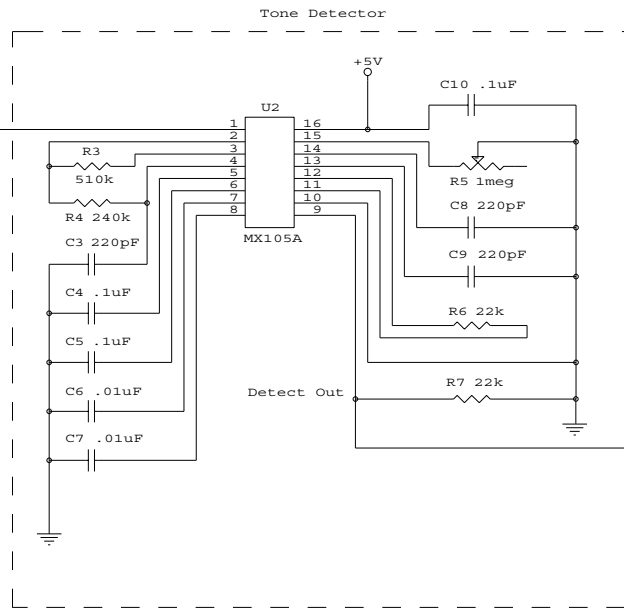 Tone Detector
+5V
C10 .1uF
U2
1 16
2 15
3 14
4 13
5 12
6 11
7 10
8 9
MX105A
R3
510k
R4 240k
C3 220pF
C4 .1uF
C5 .1uF
C6 .01uF
C7 .01uF
R5 1meg
C8 220pF
C9 220pF
R6 22k
R7 22k
Detect Out